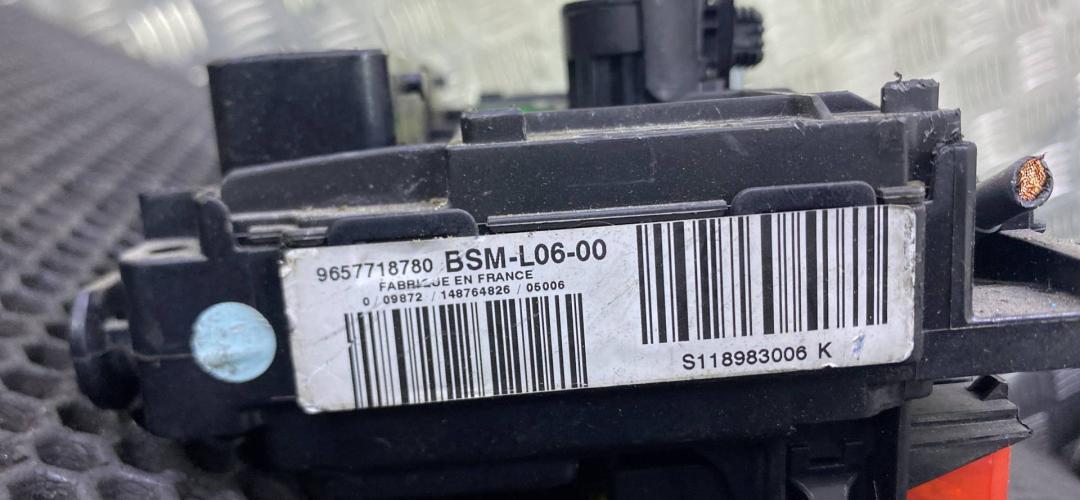 9657718780 BSM-L06-00
FABRIQUE EN FRANCE
0/09872 / 148764826 / 05006
S118983006 K